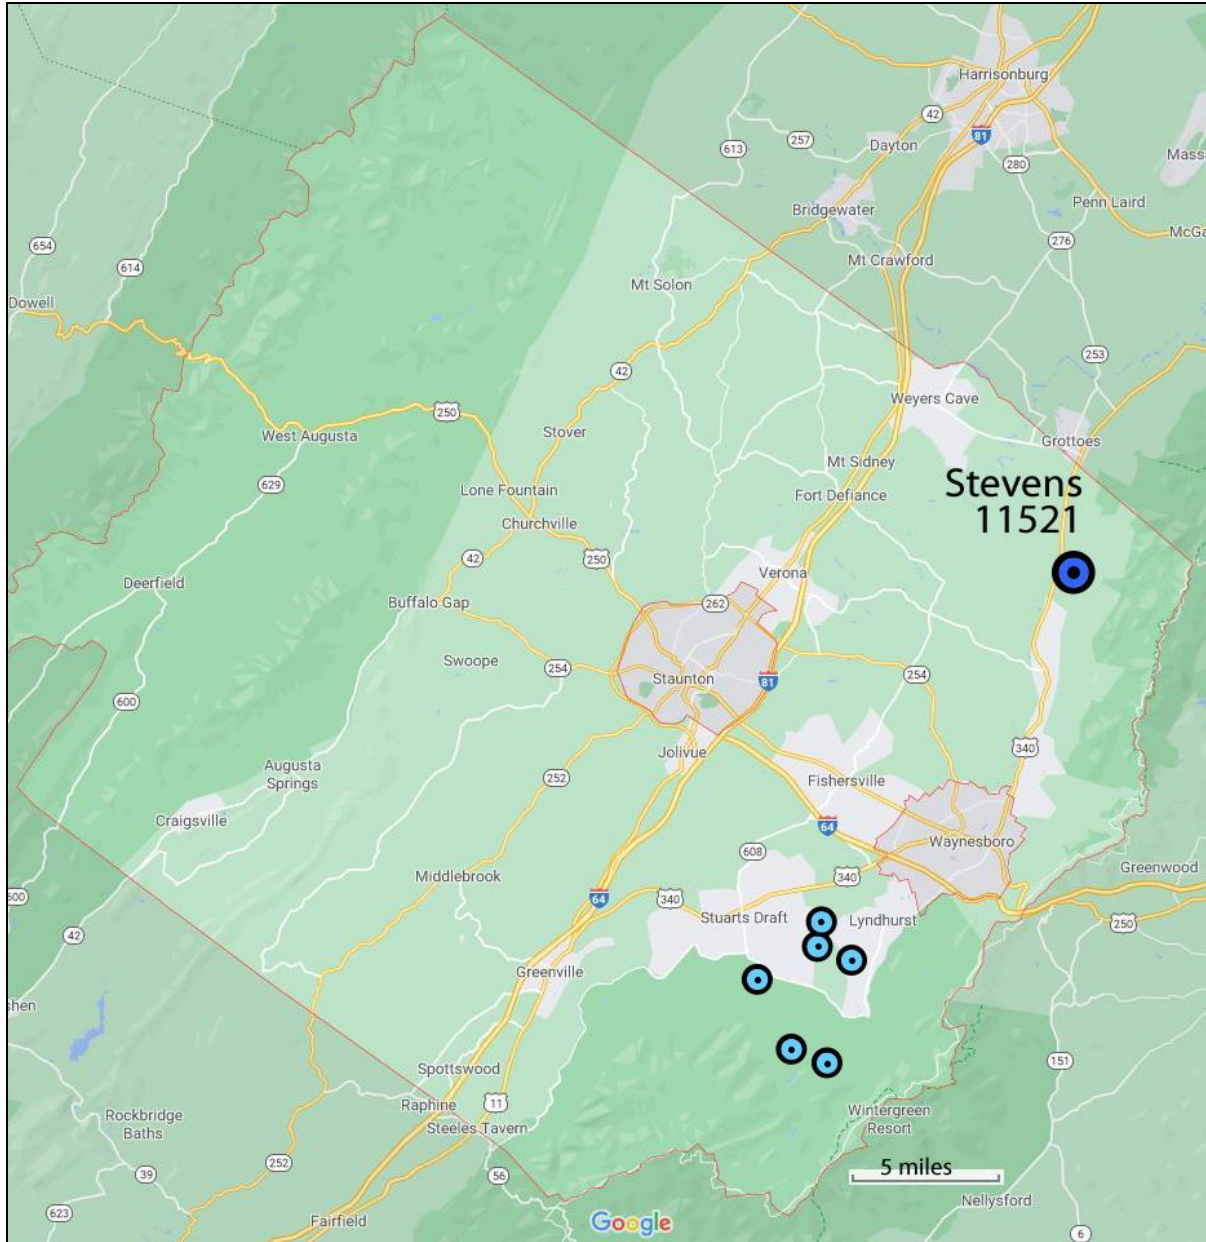 Harrisonburg
42
81
257
Dayton
613
280
Mass
Penn Laird
Bridgewater
276
McGa
654
614
Mt Crawford
Mt Solon
Dowell
253
42
Weyers Cave
250
Stover
West Augusta
Grottoes
Mt Sidney
629
Lone Fountain
Fort Defiance
Stevens
11521
Churchville
42
250
Verona
Deerfield
Buffalo Gap
262
Swoope
254
Staunton
81
254
600
340
Jolivue
Augusta
Springs
252
Fishersville
Craigsville
64
Waynesboro
608
Greenwood
Middlebrook
340
600
64
340
Stuarts Draft
Lyndhurst
250
42
Greenville
shen
151
Spottswood
Raphine
11
Rockbridge
Baths
Steeles Tavern
Wintergreen
Resort
252
5 miles
39
56
Nellysford
623
Fairfield
Google
6